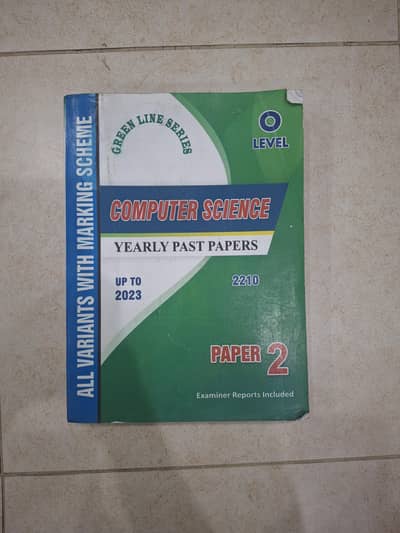 ALL VARIANTS WITH MARKING SCHEME
GREEN LINE SERIES
O
LEVEL
COMPUTER SCIENCE
YEARLY PAST PAPERS
UP TO
2023
2210
PAPER 2
Examiner Reports Included